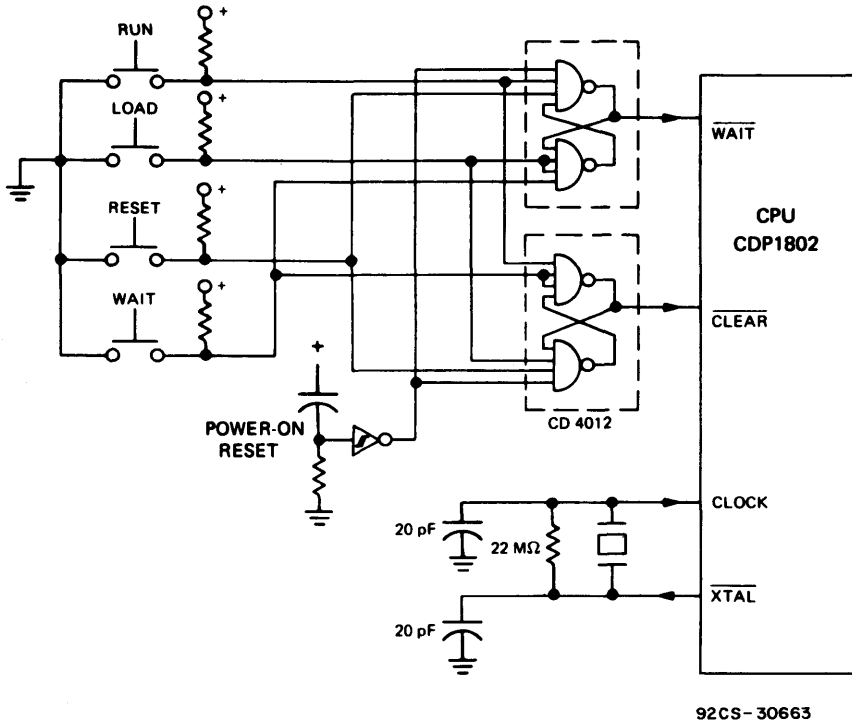 RUN
+
LOAD
+
RESET
+
WAIT
+
+
POWER-ON
RESET
CD 4012
WAIT
CPU
CDP1802
CLEAR
CLOCK
20 pF
22 MΩ
XTAL
20 pF
92CS-30663